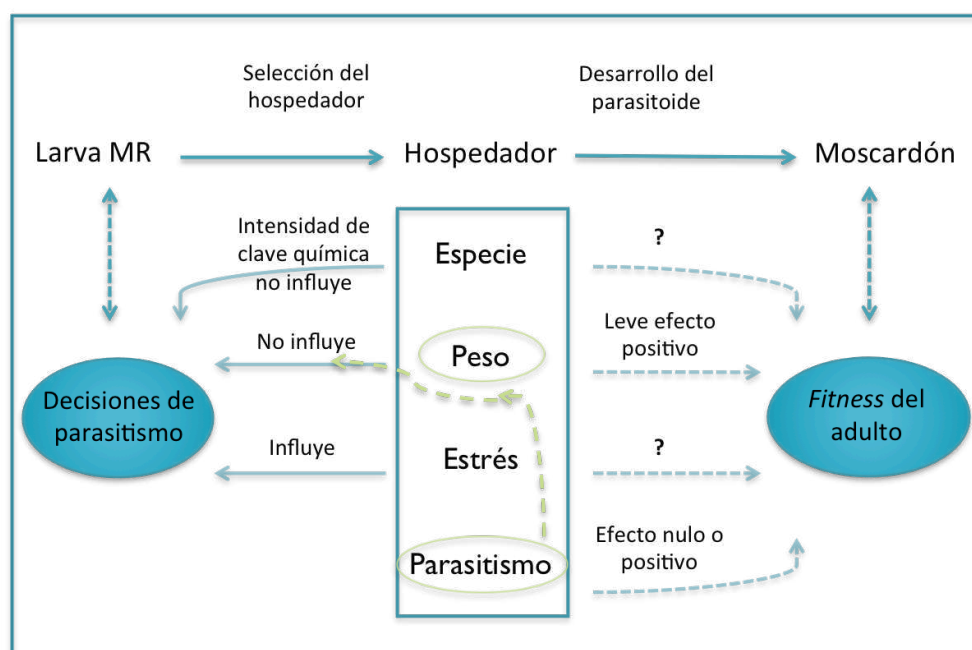 Selección del
hospedador
Desarrollo del
parasitoide
Larva MR
Hospedador
Moscardón
Intensidad de
clave química
no influye
Especie
?
No influye
Peso
Leve efecto
positivo
Decisiones de
parasitismo
Fitness del
adulto
Influye
Estrés
?
Parasitismo
Efecto nulo o
positivo